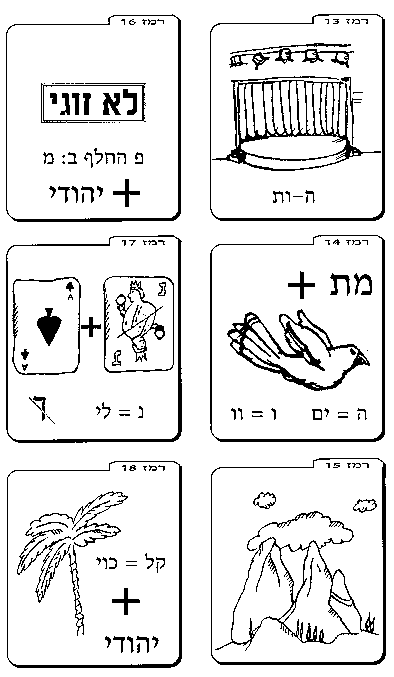 רמז 13
ה-ות
רמז 14
מת +
ה = ים ו = וו
רמז 15
רמז 16
לא זוגי
פ החלף ב: מ
+ יהודי
רמז 17
A
+
A
נ = לי ך
רמז 18
קל = כוי
+
יהודי